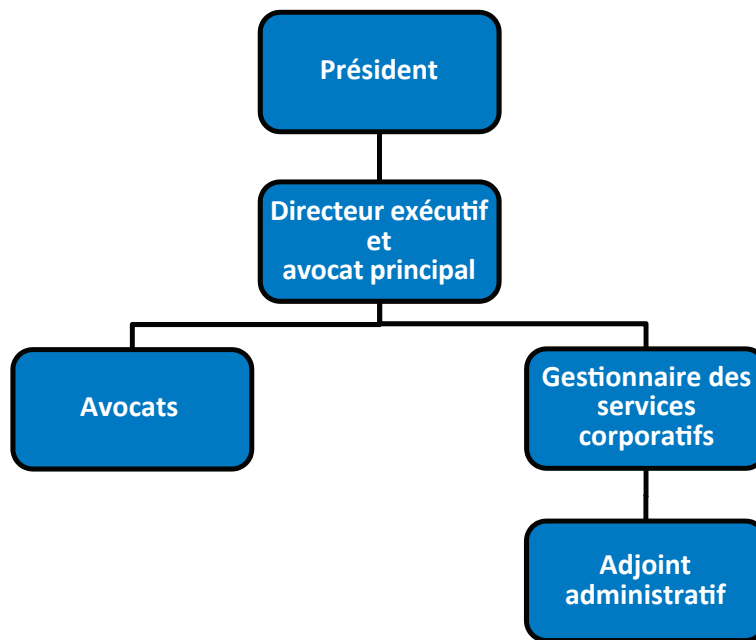 Président
Directeur exécutif
et
avocat principal
Avocats
Gestionnaire des
services
corporatifs
Adjoint
administratif